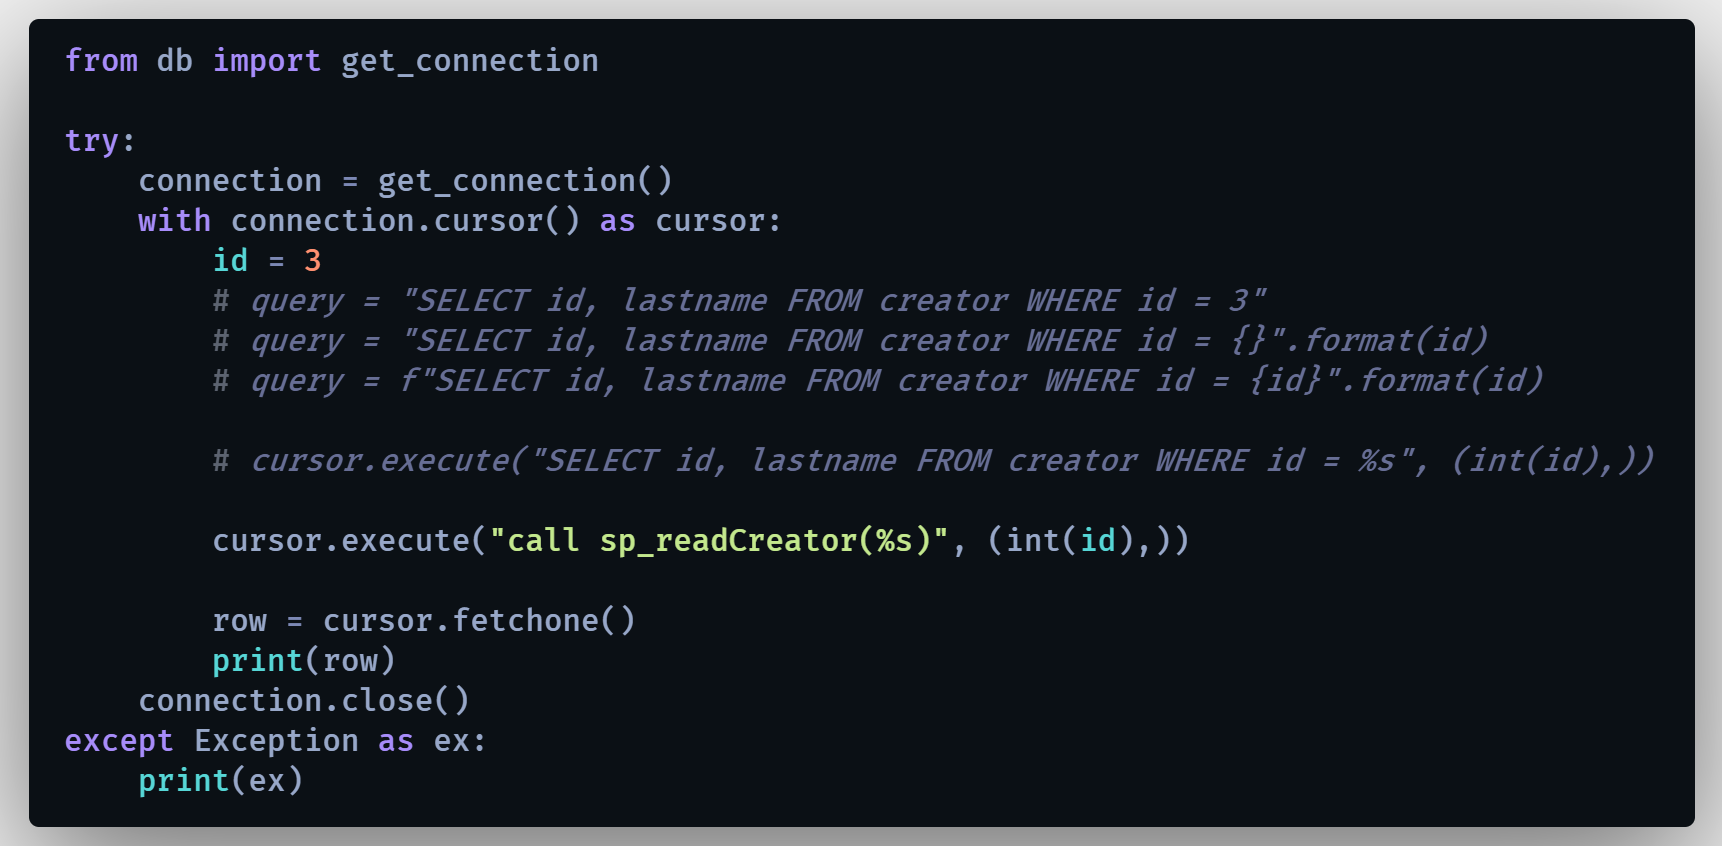 from db import get_connection

try:
    connection = get_connection()
    with connection.cursor() as cursor:
        id = 3
        # query = "SELECT id, lastname FROM creator WHERE id = 3"
        # query = "SELECT id, lastname FROM creator WHERE id = {}".format(id)
        # query = f"SELECT id, lastname FROM creator WHERE id = {id}".format(id)

        # cursor.execute("SELECT id, lastname FROM creator WHERE id = %s", (int(id),))

        cursor.execute("call sp_readCreator(%s)", (int(id),))

        row = cursor.fetchone()
        print(row)
    connection.close()
except Exception as ex:
    print(ex)